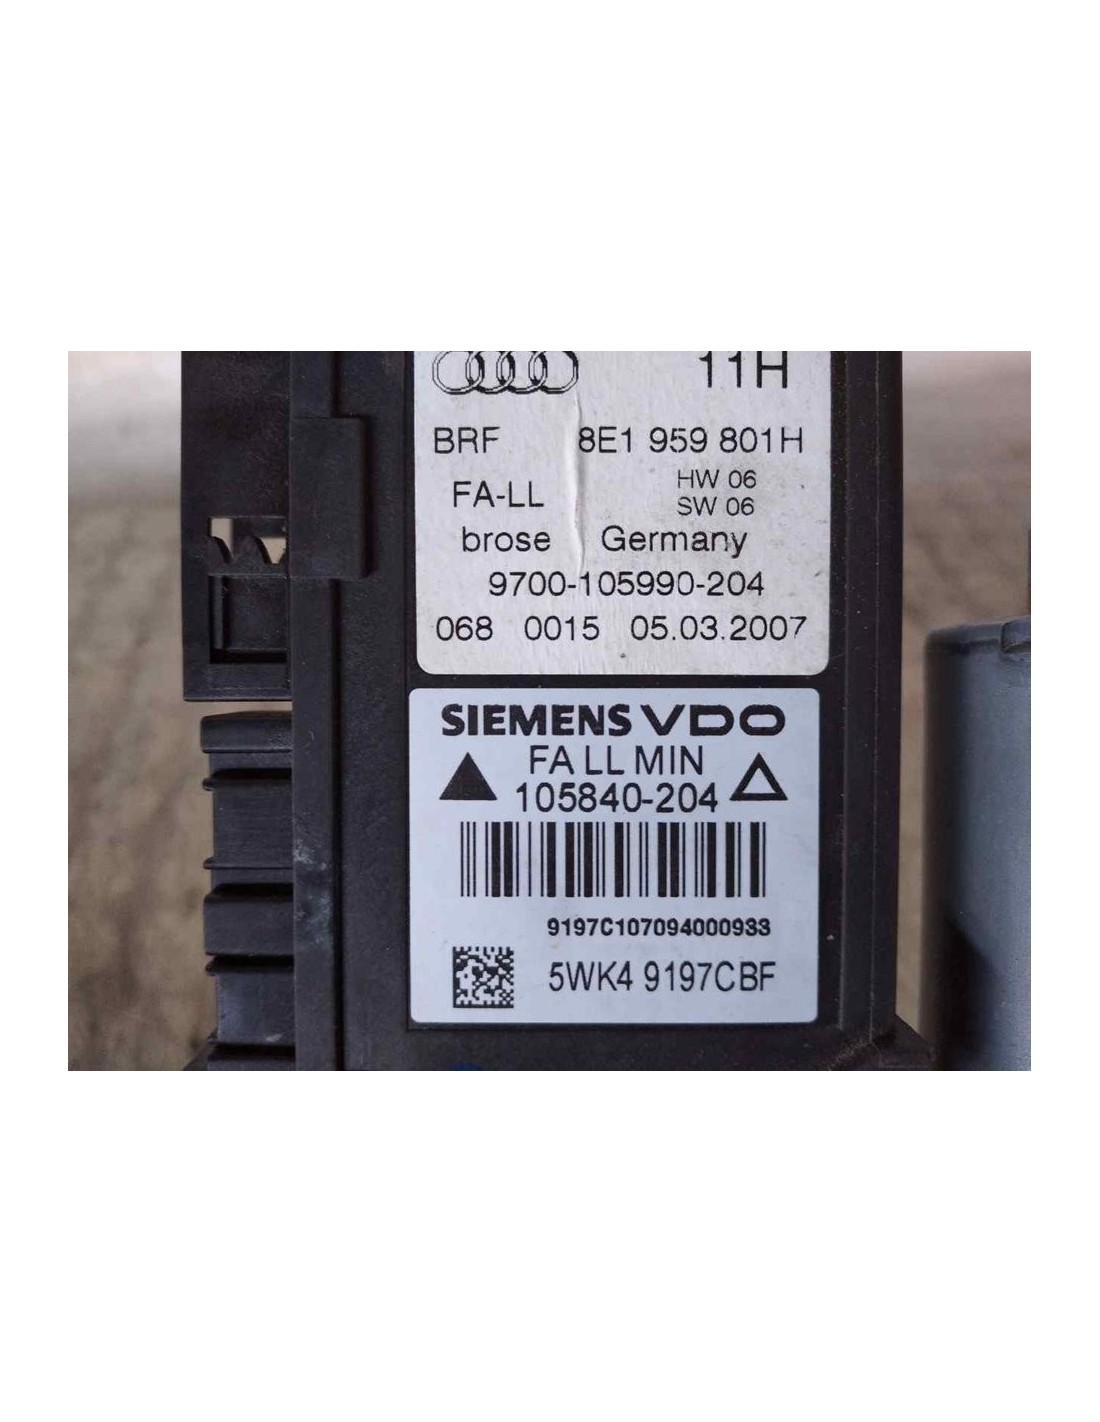 11H
BRF 8E1 959 801H
FA-LL HW 06
SW 06
brose Germany
9700-105990-204
068 0015 05.03.2007
SIEMENS VDO
FA LL MIN
105840-204
9197C107094000933
5WK4 9197CBF